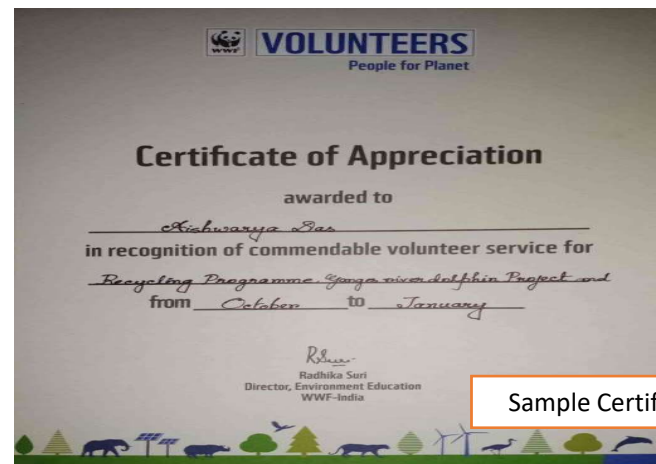 WWF VOLUNTEERS
People for Planet
Certificate of Appreciation
awarded to
Aishwarya Das
in recognition of commendable volunteer service for
Recycling Programme. Ganga river dolphin Project and
from October to January
Radhika Suri
Director, Environment Education
WWF-India
Sample Certif